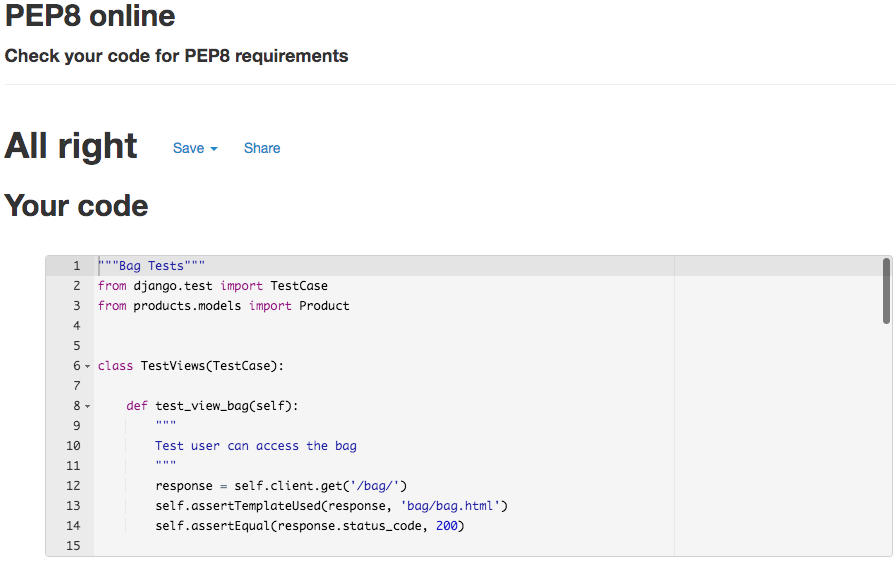 PEP8 online
Check your code for PEP8 requirements
All right Save Share
Your code
1 """Bag Tests"""
2 from django.test import TestCase
3 from products.models import Product
4
5
6 class TestViews(TestCase):
7
8 def test_view_bag(self):
9 """
10 Test user can access the bag
11 """
12 response = self.client.get('/bag/')
13 self.assertTemplateUsed(response, 'bag/bag.html')
14 self.assertEqual(response.status_code, 200)
15